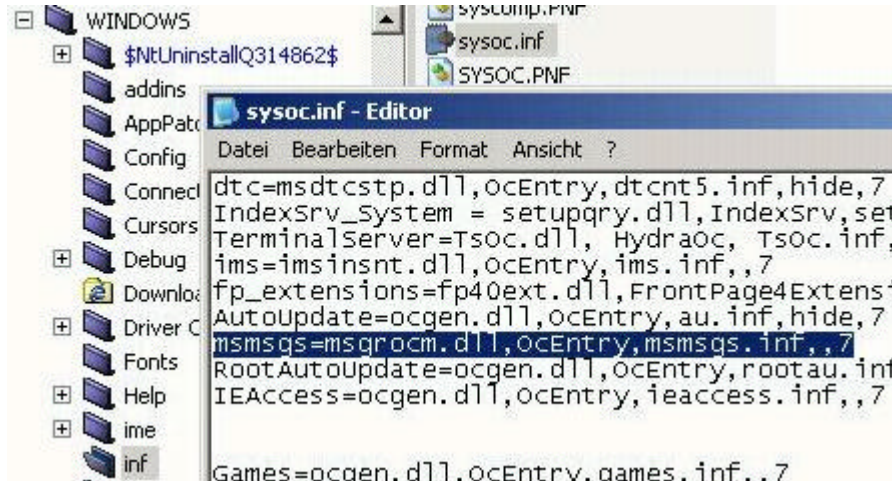 WINDOWS
$NtUninstallQ314862$
addins
AppPatc
Config
Connect
Cursors
Debug
Downloa
Driver C
Fonts
Help
ime
inf
syscomp.PNF
sysoc.inf
SYSOC.PNF
sysoc.inf - Editor
Datei Bearbeiten Format Ansicht ?
dtc=msdtcstp.dll,OcEntry,dtcnt5.inf,hide,7
IndexSrv_System = setupqry.dll,IndexSrv,set
TerminalServer=TsOc.dll, HydraOc, TsOc.inf,
ims=imsinsnt.dll,OcEntry,ims.inf,,7
fp_extensions=fp40ext.dll,FrontPage4Extensi
AutoUpdate=ocgen.dll,OcEntry,au.inf,hide,7
msmsgs=msgrocm.dll,OcEntry,msmsgs.inf,,7
RootAutoUpdate=ocgen.dll,OcEntry,rootau.inf
IEAccess=ocgen.dll,OcEntry,ieaccess.inf,,7
Games=ocgen.dll,OcEntry,games.inf,,7